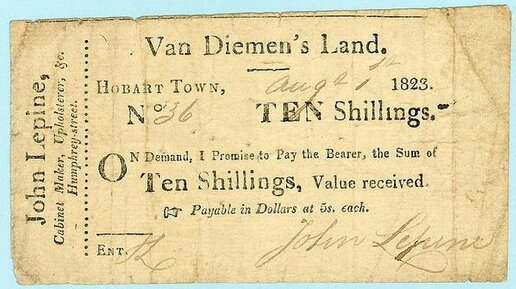 John Lepine,
Cabinet Maker, Upholsterer, &c.
Humphrey-street.
Van Diemen's Land.
Hobart Town, Augt 1st 1823.
No 36 TEN Shillings.
On Demand, I Promise to Pay the Bearer, the Sum of
Ten Shillings, Value received.
☞ Payable in Dollars at 5s. each.
Ent. John Lepine